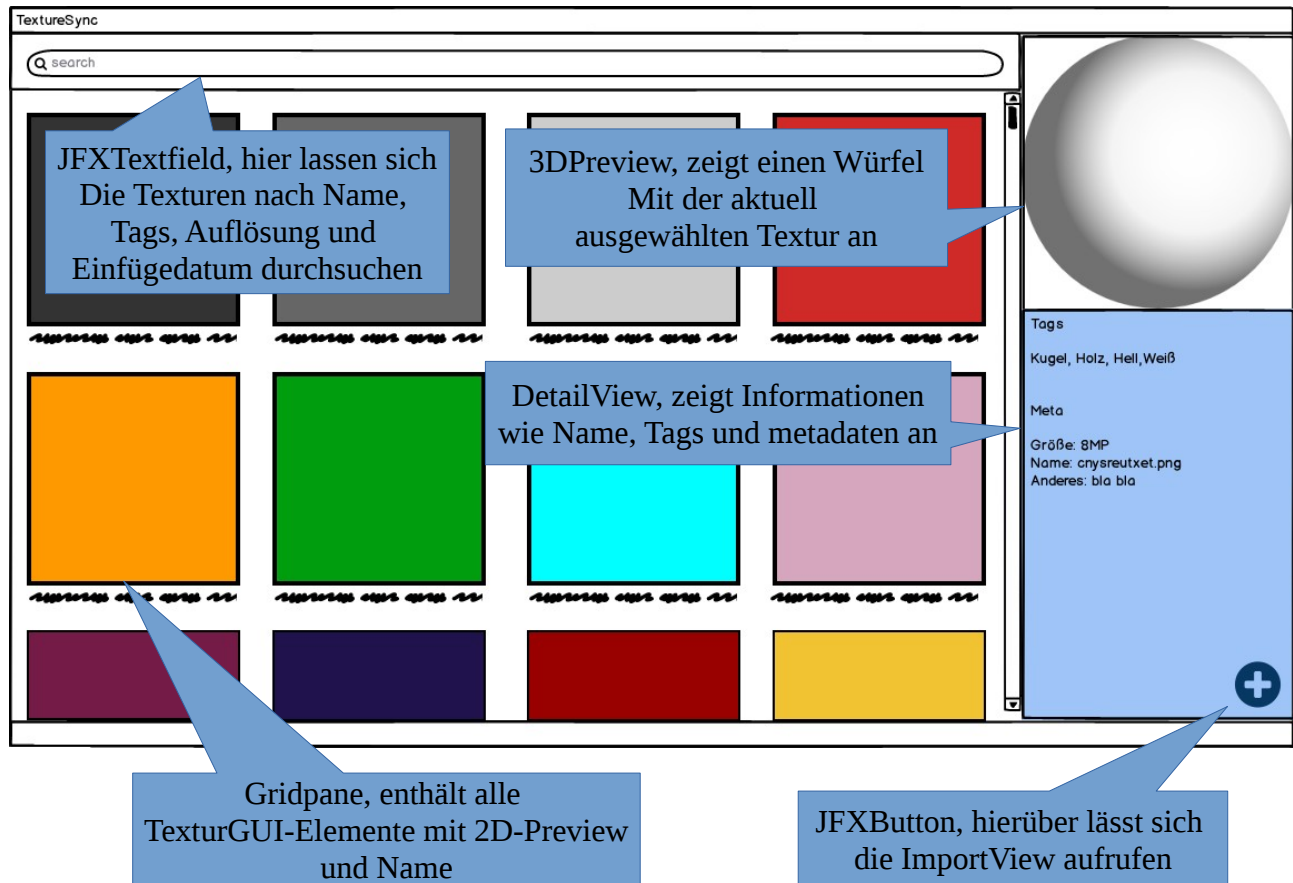 TextureSync
search
JFXTextfield, hier lassen sich
Die Texturen nach Name,
Tags, Auflösung und
Einfügedatum durchsuchen
3DPreview, zeigt einen Würfel
Mit der aktuell
ausgewählten Textur an
Tags
Kugel, Holz, Hell,Weiß
DetailView, zeigt Informationen
wie Name, Tags und metadaten an
Meta
Größe: 8MP
Name: cnysreutxet.png
Anderes: bla bla
Gridpane, enthält alle
TexturGUI-Elemente mit 2D-Preview
und Name
JFXButton, hierüber lässt sich
die ImportView aufrufen